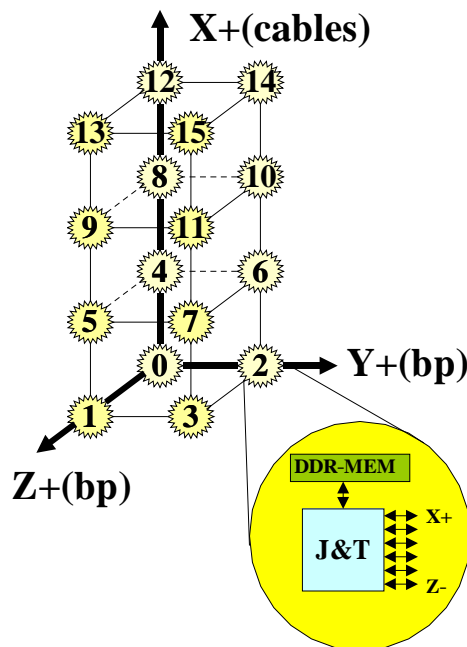 X+(cables)
12 14
13 15
8 10
9 11
4 6
5 7
0 2 Y+(bp)
1 3
Z+(bp)
DDR-MEM
X+
J&T
Z-